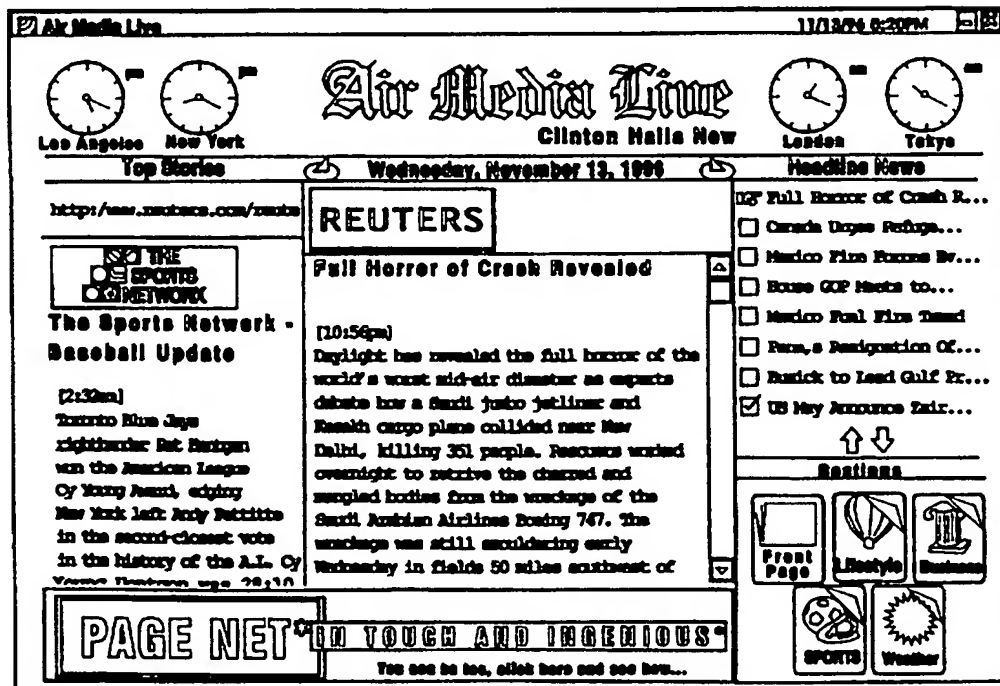 Air Media Live
11/13/96 6:20PM
pm
pm
Air Media Live
Clinton Halls New
am
am
Los Angeles
New York
London
Tokyo
Top Stories
Wednesday, November 13, 1996
Headline News
http:/www.reuters.com/reute
THE
SPORTS
NETWORK
The Sports Network -
Baseball Update
[2:32am]
Toronto Blue Jays
righthander Pat Hentgen
won the American League
Cy Young Award, edging
New York left Andy Pettitte
in the second-closest vote
in the history of the A.L. Cy
Young Hentgen was 20:10
REUTERS
Full Horror of Crash Revealed
[10:56pm]
Daylight has revealed the full horror of the
world's worst mid-air disaster as experts
debate how a Saudi jumbo jetliner and
Kazakh cargo plane collided near New
Delhi, killing 351 people. Rescuers worked
overnight to retrive the charred and
mangled bodies from the wreckage of the
Saudi Arabian Airlines Boeing 747. The
wreckage was still smouldering early
Wednesday in fields 50 miles southwest of
Full Horror of Crash R...
Canada Urges Refuge...
Mexico Fire Forces Ev...
House GOP Meets to...
Mexico Fuel Fire
Resignation Of...
to Lead Gulf Pr...
US May Announce
Sections
Front
Page
Lifestyle
Business
SPORTS
Weather
PAGE NET
IN TOUCH AND INGENIOUS
You can be too, click here and see how...